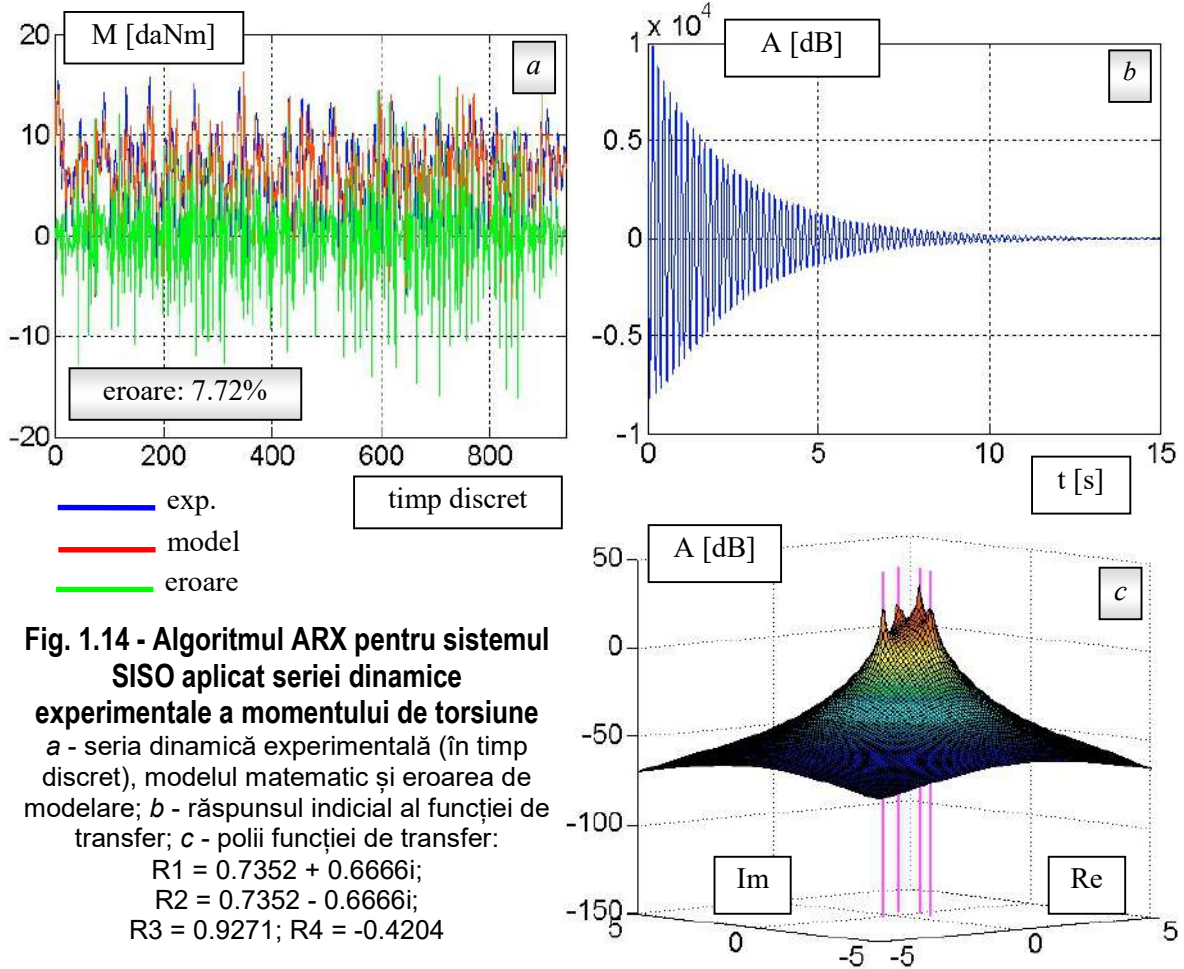 M [daNm]
a
20
10
0
-10
-20
eroare: 7.72%
0 200 400 600 800
timp discret
exp.
model
eroare
x 10⁴
A [dB]
b
1
0.5
0
-0.5
-1
0 5 10 15
t [s]
A [dB]
c
50
0
-50
-100
-150
Im
Re
5 0 -5 -5 0 5
Fig. 1.14 - Algoritmul ARX pentru sistemul
SISO aplicat seriei dinamice
experimentale a momentului de torsiune
a - seria dinamică experimentală (în timp
discret), modelul matematic și eroarea de
modelare; b - răspunsul indicial al funcției de
transfer; c - polii funcției de transfer:
R1 = 0.7352 + 0.6666i;
R2 = 0.7352 - 0.6666i;
R3 = 0.9271; R4 = -0.4204